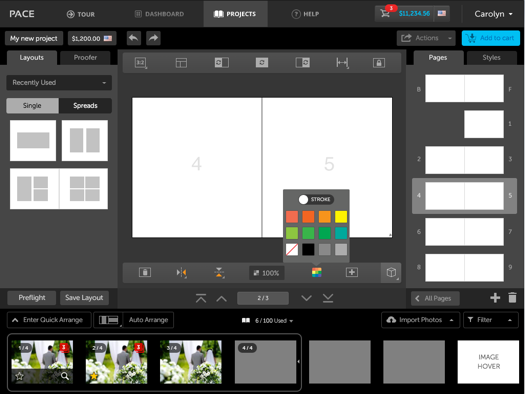 PACE TOUR DASHBOARD PROJECTS HELP 3 $11,234.56 Carolyn
My new project $1,200.00 Actions Add to cart
Layouts Proofer Pages Styles
Recently Used
Single Spreads
3:2
B F
1
2 3
4 5
6 7
8 9
4 5
STROKE
100%
Preflight Save Layout 2 / 3 All Pages
Enter Quick Arrange Auto Arrange 6 / 100 Used Import Photos Filter
1 / 4 2 / 4 3 / 4 4 / 4
IMAGE
HOVER